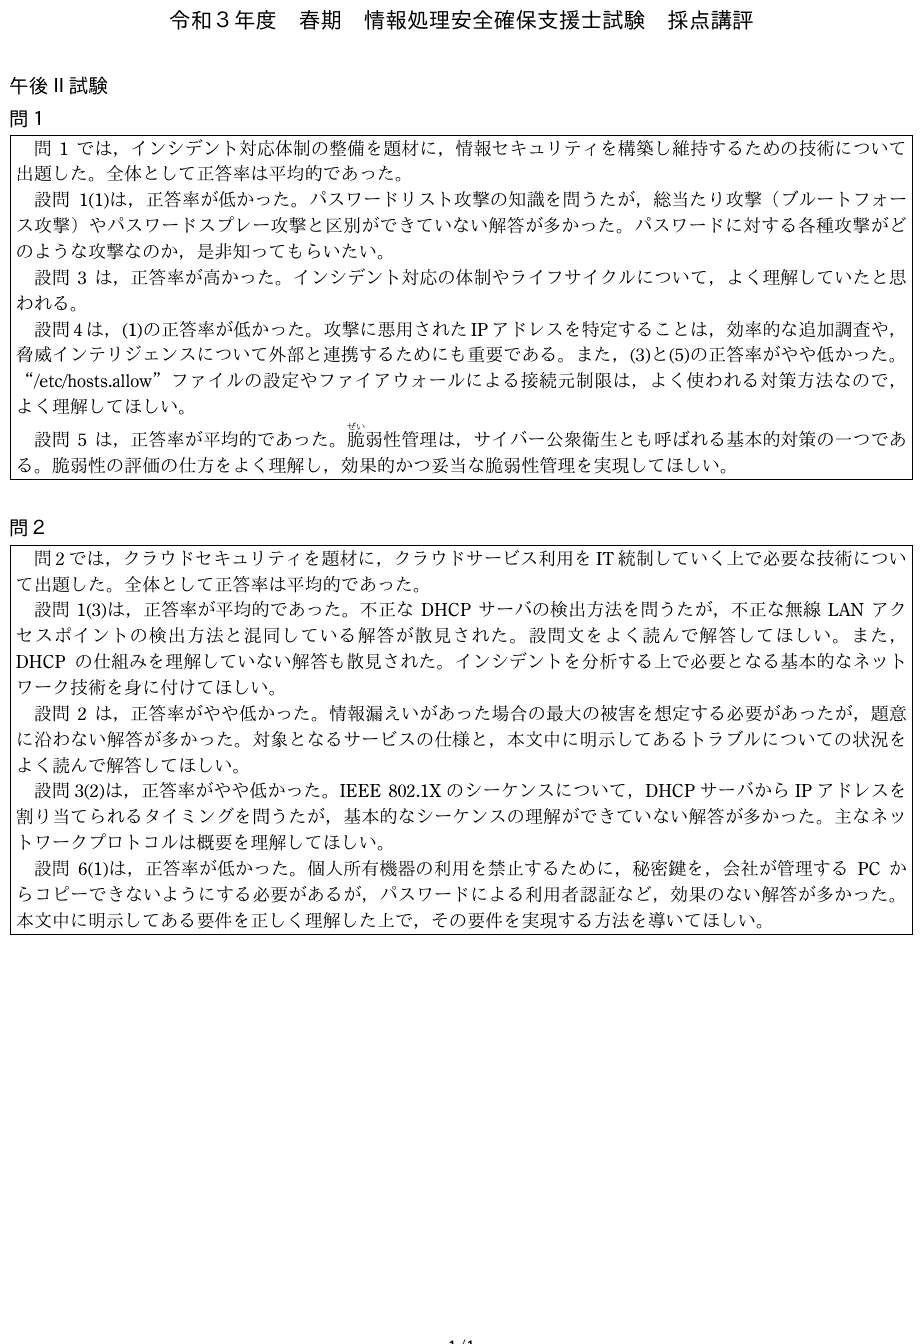 令和３年度　春期　情報処理安全確保支援士試験　採点講評
午後 II 試験
問１
問 1 では，インシデント対応体制の整備を題材に，情報セキュリティを構築し維持するための技術について
出題した。全体として正答率は平均的であった。
設問 1(1)は，正答率が低かった。パスワードリスト攻撃の知識を問うたが，総当たり攻撃（ブルートフォー
ス攻撃）やパスワードスプレー攻撃と区別ができていない解答が多かった。パスワードに対する各種攻撃がど
のような攻撃なのか，是非知ってもらいたい。
設問 3 は，正答率が高かった。インシデント対応の体制やライフサイクルについて，よく理解していたと思
われる。
設問 4 は，(1)の正答率が低かった。攻撃に悪用された IP アドレスを特定することは，効率的な追加調査や，
脅威インテリジェンスについて外部と連携するためにも重要である。また，(3)と(5)の正答率がやや低かった。
“/etc/hosts.allow”ファイルの設定やファイアウォールによる接続元制限は，よく使われる対策方法なので，
よく理解してほしい。
ぜい
設問 5 は，正答率が平均的であった。脆弱性管理は，サイバー公衆衛生とも呼ばれる基本的対策の一つであ
る。脆弱性の評価の仕方をよく理解し，効果的かつ妥当な脆弱性管理を実現してほしい。
問２
問 2 では，クラウドセキュリティを題材に，クラウドサービス利用を IT 統制していく上で必要な技術につい
て出題した。全体として正答率は平均的であった。
設問 1(3)は，正答率が平均的であった。不正な DHCP サーバの検出方法を問うたが，不正な無線 LAN アク
セスポイントの検出方法と混同している解答が散見された。設問文をよく読んで解答してほしい。また，
DHCP の仕組みを理解していない解答も散見された。インシデントを分析する上で必要となる基本的なネット
ワーク技術を身に付けてほしい。
設問 2 は，正答率がやや低かった。情報漏えいがあった場合の最大の被害を想定する必要があったが，題意
に沿わない解答が多かった。対象となるサービスの仕様と，本文中に明示してあるトラブルについての状況を
よく読んで解答してほしい。
設問 3(2)は，正答率がやや低かった。IEEE 802.1X のシーケンスについて，DHCP サーバから IP アドレスを
割り当てられるタイミングを問うたが，基本的なシーケンスの理解ができていない解答が多かった。主なネッ
トワークプロトコルは概要を理解してほしい。
設問 6(1)は，正答率が低かった。個人所有機器の利用を禁止するために，秘密鍵を，会社が管理する PC か
らコピーできないようにする必要があるが，パスワードによる利用者認証など，効果のない解答が多かった。
本文中に明示してある要件を正しく理解した上で，その要件を実現する方法を導いてほしい。
1/1